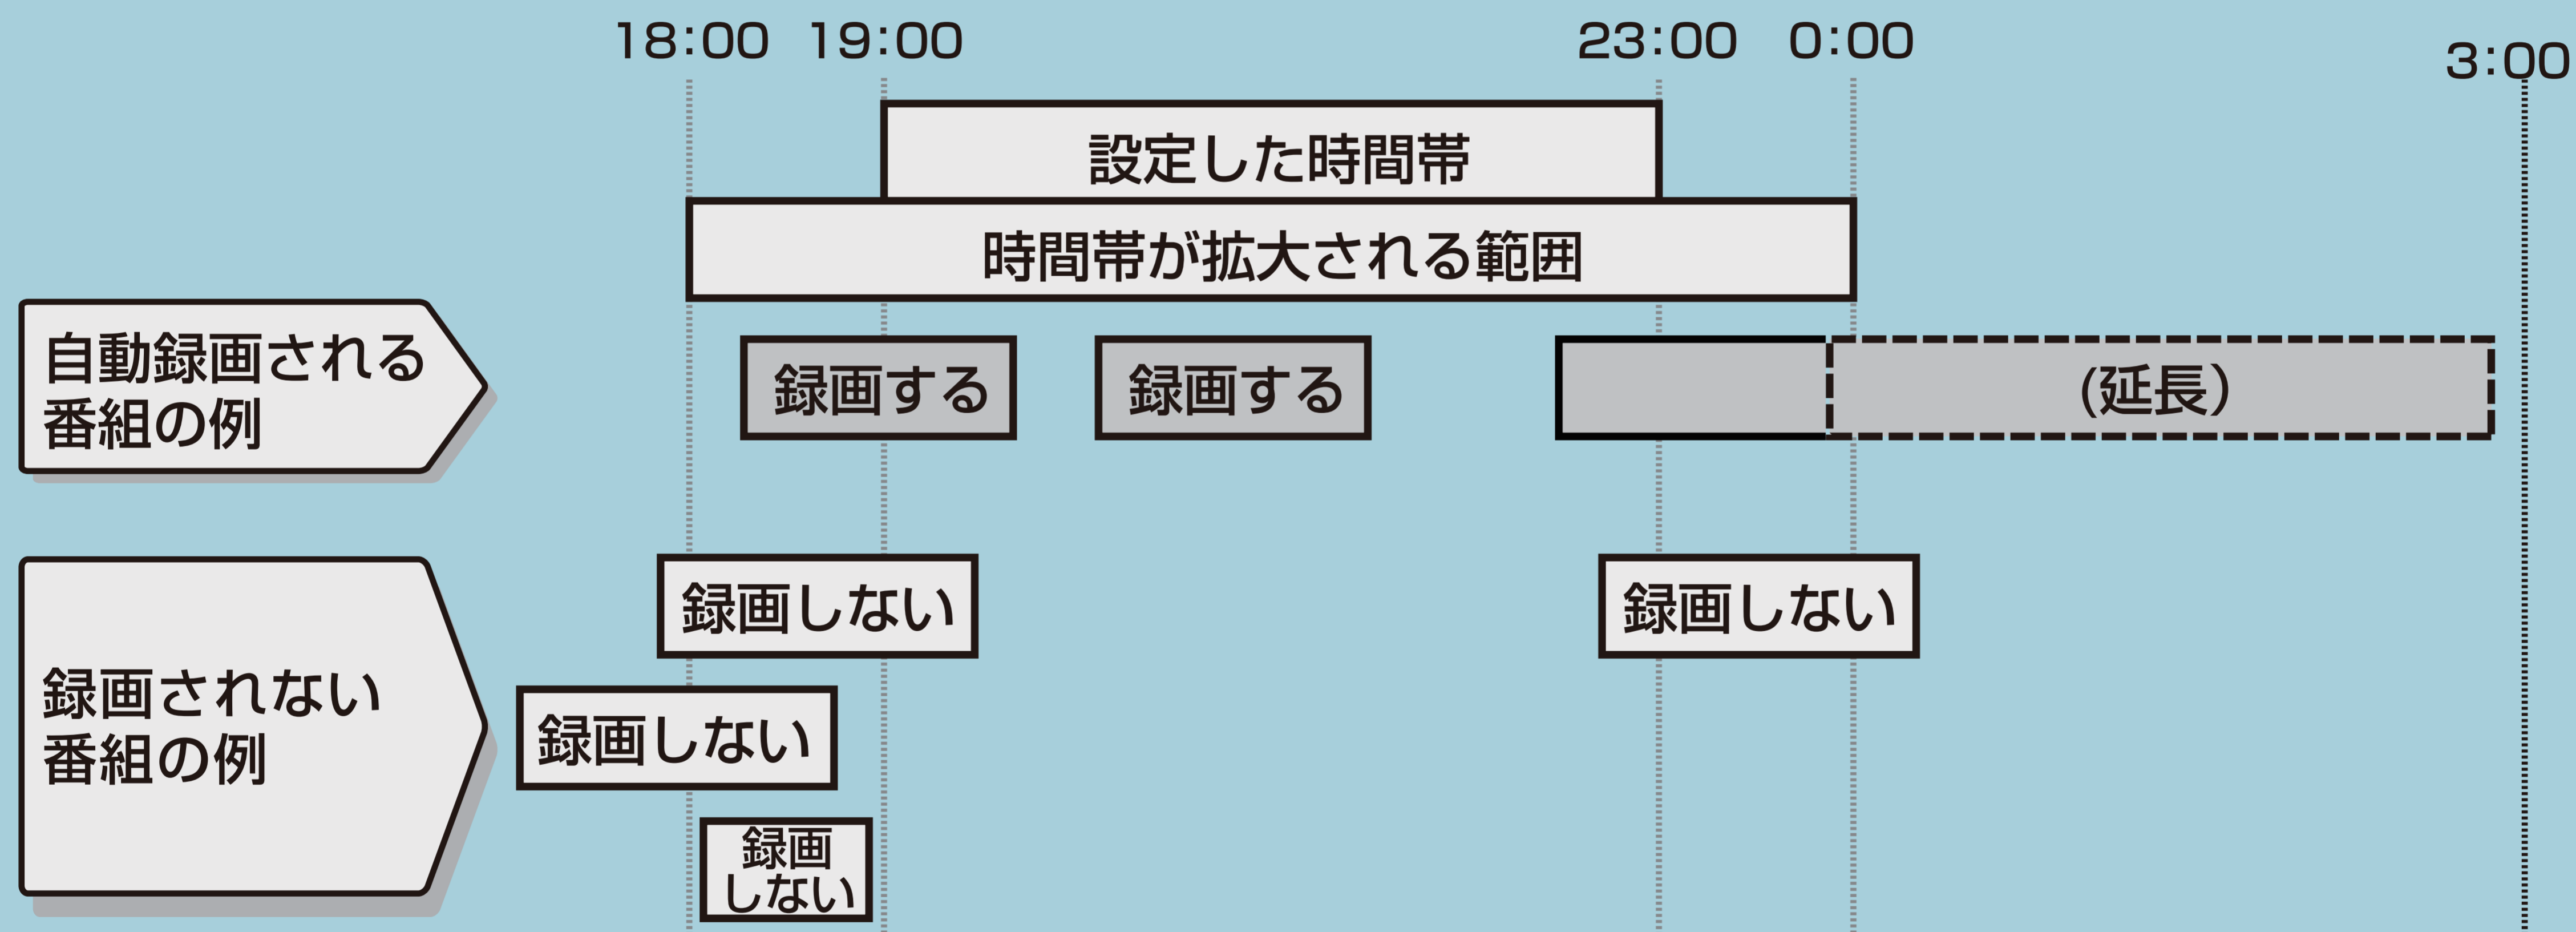 18:00 19:00 23:00 0:00 3:00
設定した時間帯
時間帯が拡大される範囲
自動録画される
番組の例
録画する 録画する (延長)
録画されない
番組の例
録画しない 録画しない
録画しない
録画
しない